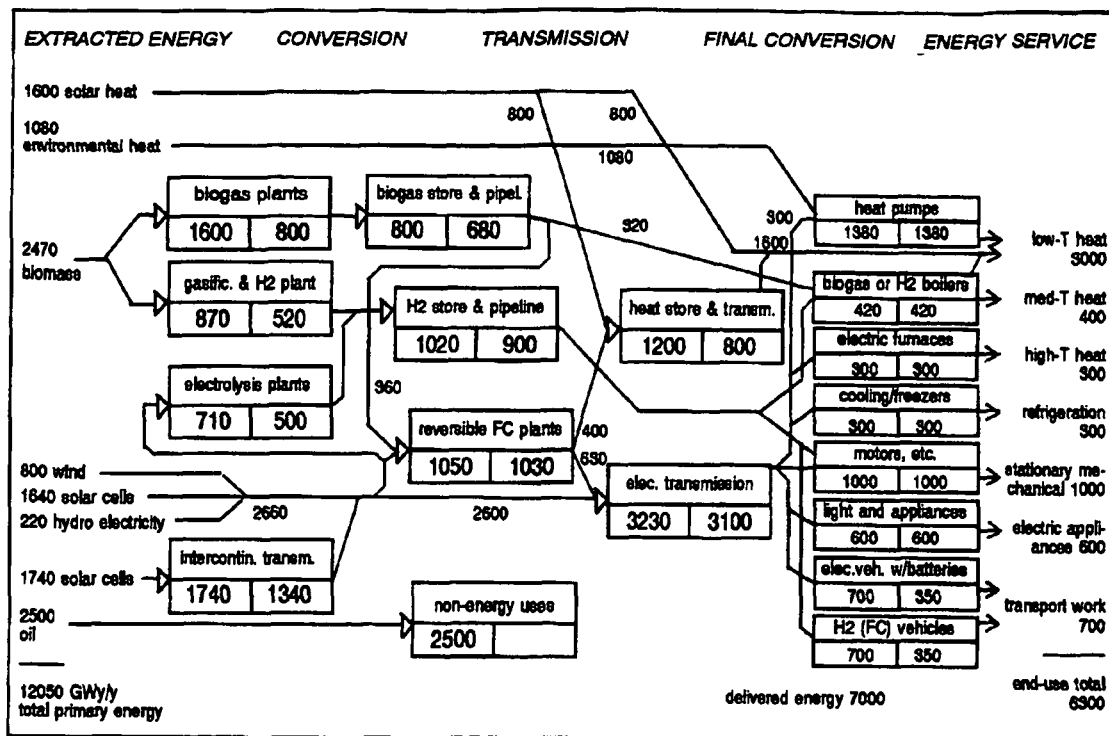 EXTRACTED ENERGY CONVERSION TRANSMISSION FINAL CONVERSION ENERGY SERVICE
1600 solar heat
800
800
1080
environmental heat
1080
biogas plants
1600 800
biogas store & pipel.
800 680
320
300
1600
heat pumps
1380 1380
low-T heat
3000
2470
biomass
gasific. & H2 plant
870 520
H2 store & pipeline
1020 900
heat store & transm.
1200 800
biogas or H2 boilers
420 420
med-T heat
400
electric furnaces
300 300
high-T heat
300
electrolysis plants
710 500
360
reversible FC plants
1050 1030
400
630
cooling/freezers
300 300
refrigeration
300
motors, etc.
1000 1000
stationary me-
chanical 1000
800 wind
1640 solar cells
220 hydro electricity
2660
2600
elec. transmission
3230 3100
light and appliances
600 600
electric appli-
ances 600
intercontin. transm.
1740 solar cells
1740 1340
elec.veh. w/batteries
700 350
transport work
700
2500
oil
non-energy uses
2500
H2 (FC) vehicles
700 350
12050 GWy/y
total primary energy
delivered energy 7000
end-use total
6300